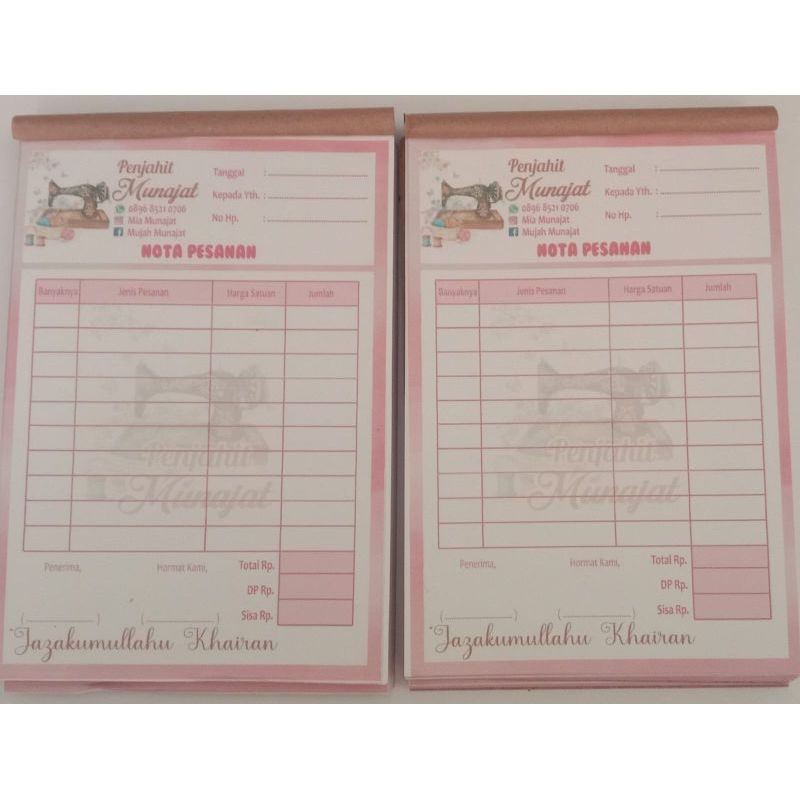 Penjahit
Munajat
0896 8521 0706
Mia Munajat
Mujah Munajat
Tanggal :
Kepada Yth. :
No Hp. :
NOTA PESANAN
Banyaknya Jenis Pesanan Harga Satuan Jumlah
Penjahit
Munajat
Penerima, Hormat Kami, Total Rp.
DP Rp.
(                ) (                ) Sisa Rp.
"Jazakumullahu Khairan
Penjahit
Munajat
0896 8521 0706
Mia Munajat
Mujah Munajat
Tanggal :
Kepada Yth. :
No Hp. :
NOTA PESANAN
Banyaknya Jenis Pesanan Harga Satuan Jumlah
Penjahit
Munajat
Penerima, Hormat Kami, Total Rp.
DP Rp.
(                ) (                ) Sisa Rp.
"Jazakumullahu Khairan